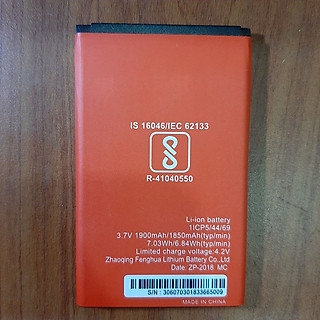 IS 16046/IEC 62133
R-41040550
Li-ion battery
1ICP5/44/69
3.7V 1900mAh/1850mAh(typ/min)
7.03Wh/6.84Wh(typ/min)
Limited charge voltage:4.2V
Zhaoqing Fenghua Lithium Battery Co.,Ltd
Date: ZP-2018 MC
S/N : 306070301833665009
MADE IN CHINA